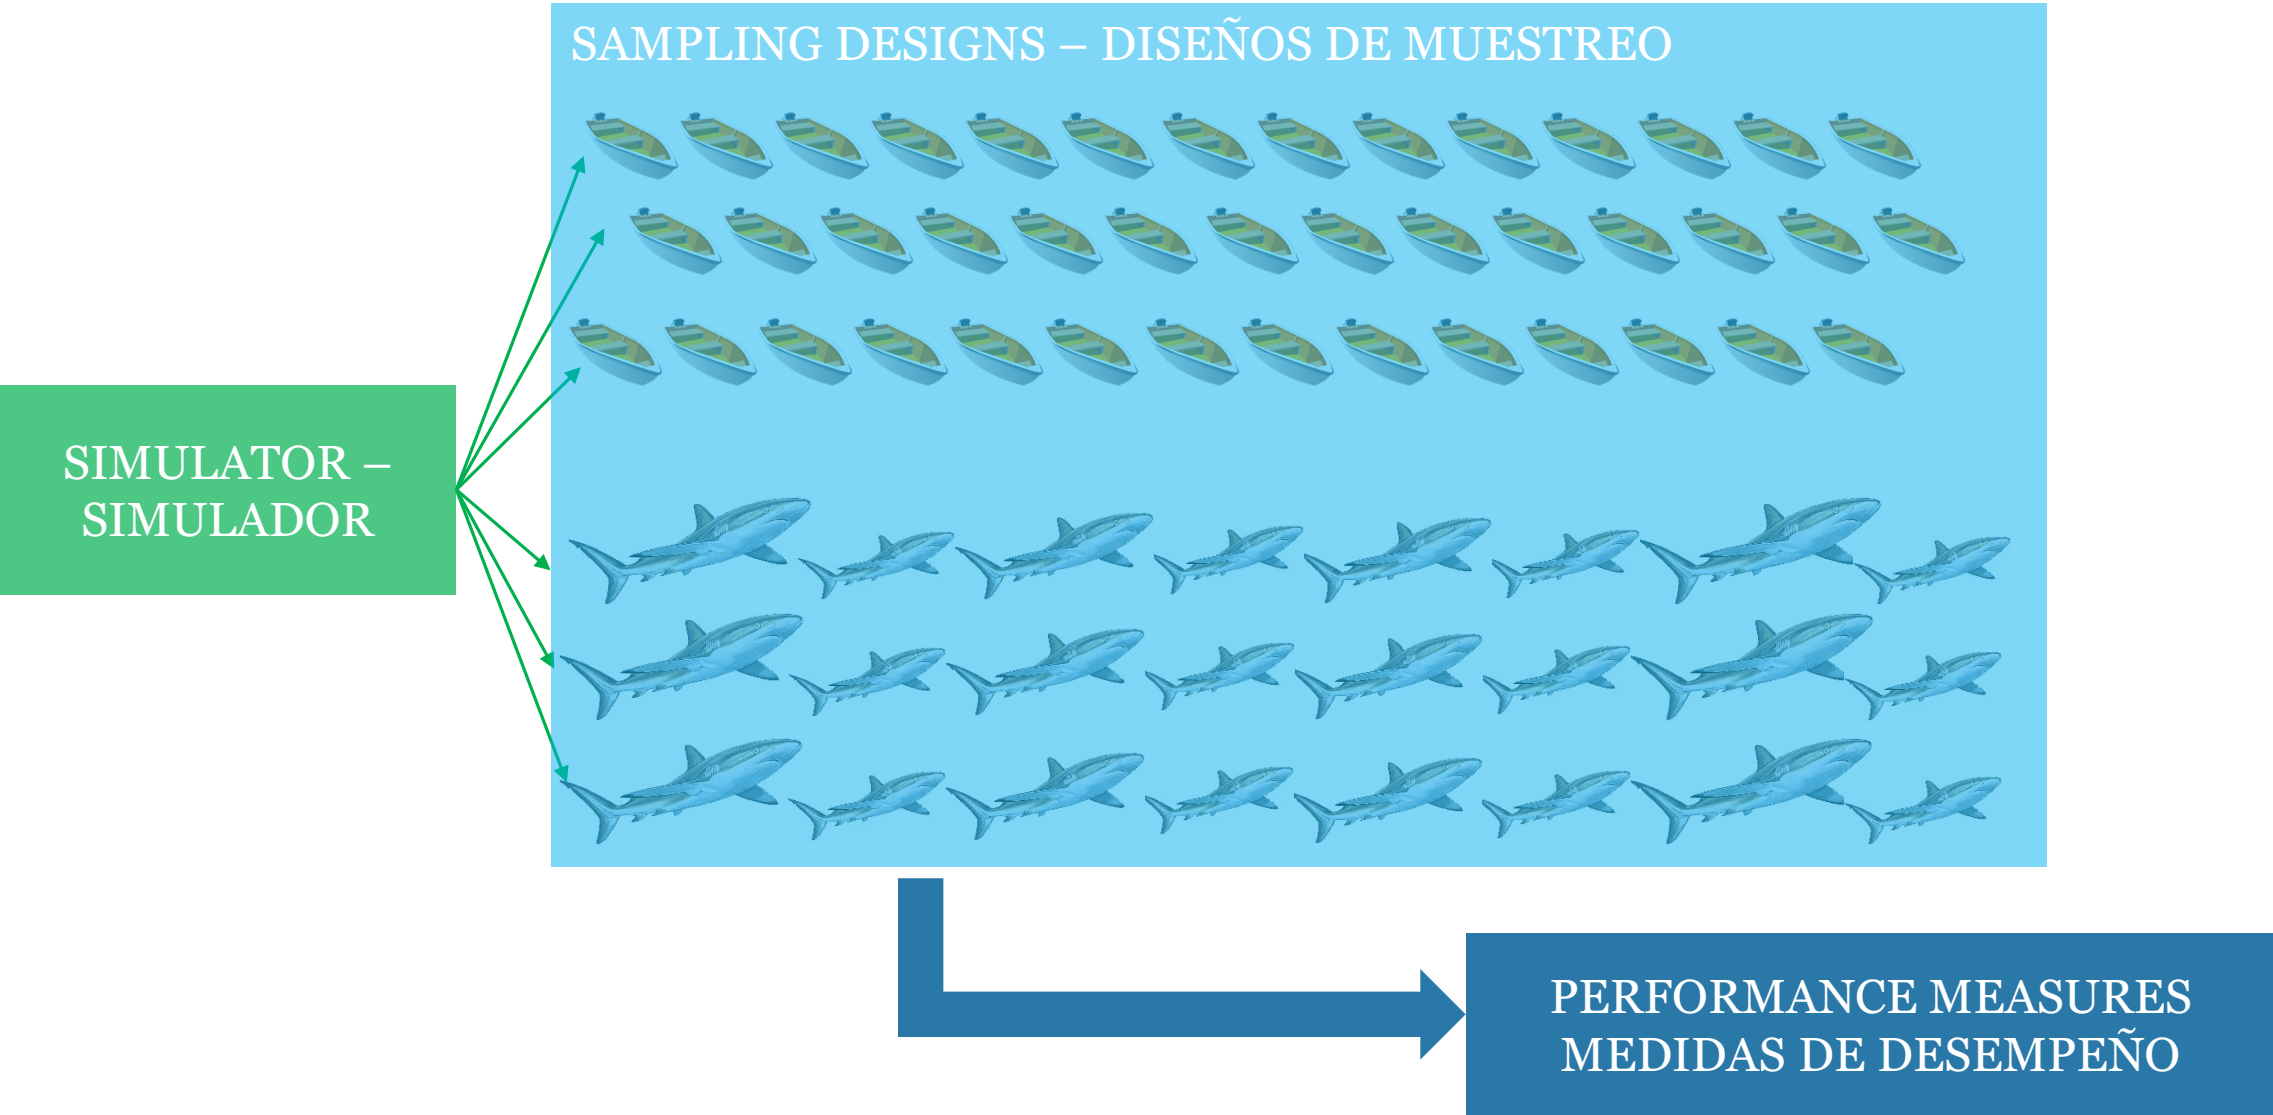 SAMPLING DESIGNS – DISEÑOS DE MUESTREO
SIMULATOR –
SIMULADOR
PERFORMANCE MEASURES
MEDIDAS DE DESEMPEÑO